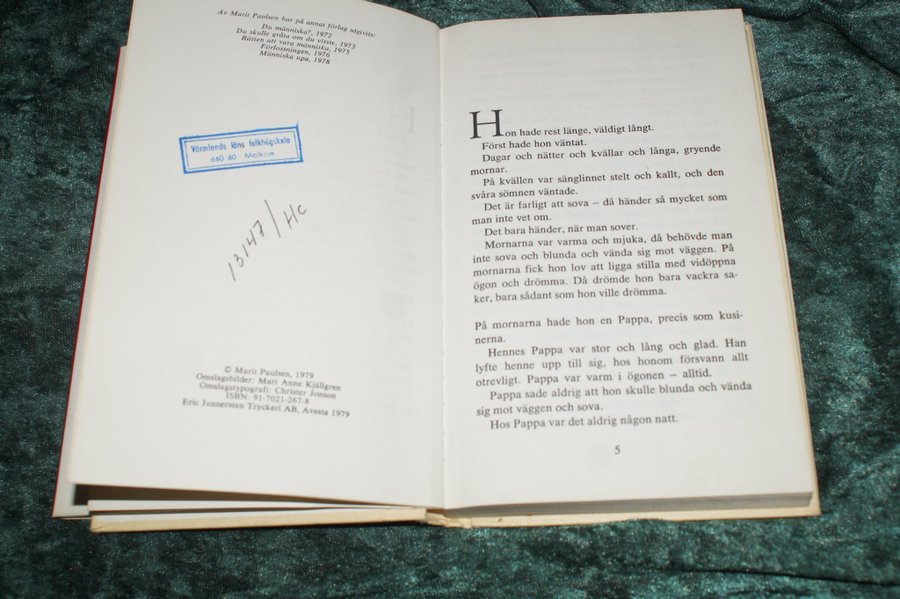 Av Marit Paulsen har på annat förlag utgivits:
Du människa?, 1972
Du skulle gråta om du visste, 1973
Rätten att vara människa, 1975
Förlossningen, 1976
Människa upa, 1978
Värmlands läns folkhögskola
660 60 Molkom
13147/Hc
© Marit Paulsen, 1979
Omslagsbilder: Mari Anne Kjällgren
Omslagstypografi: Christer Jonson
ISBN: 91-7021-267-8
Eric Jannersten Tryckeri AB, Avesta 1979
Hon hade rest länge, väldigt långt.
Först hade hon väntat.
Dagar och nätter och kvällar och långa, gryende
mornar.
På kvällen var sänglinnet stelt och kallt, och den
svåra sömnen väntade.
Det är farligt att sova – då händer så mycket som
man inte vet om.
Det bara händer, när man sover.
Mornarna var varma och mjuka, då behövde man
inte sova och blunda och vända sig mot väggen. På
mornarna fick hon lov att ligga stilla med vidöppna
ögon och drömma. Då drömde hon bara vackra sa-
ker, bara sådant som hon ville drömma.
På mornarna hade hon en Pappa, precis som kusi-
nerna.
Hennes Pappa var stor och lång och glad. Han
lyfte henne upp till sig, hos honom försvann allt
otrevligt. Pappa var varm i ögonen – alltid.
Pappa sade aldrig att hon skulle blunda och vända
sig mot väggen och sova.
Hos Pappa var det aldrig någon natt.
5